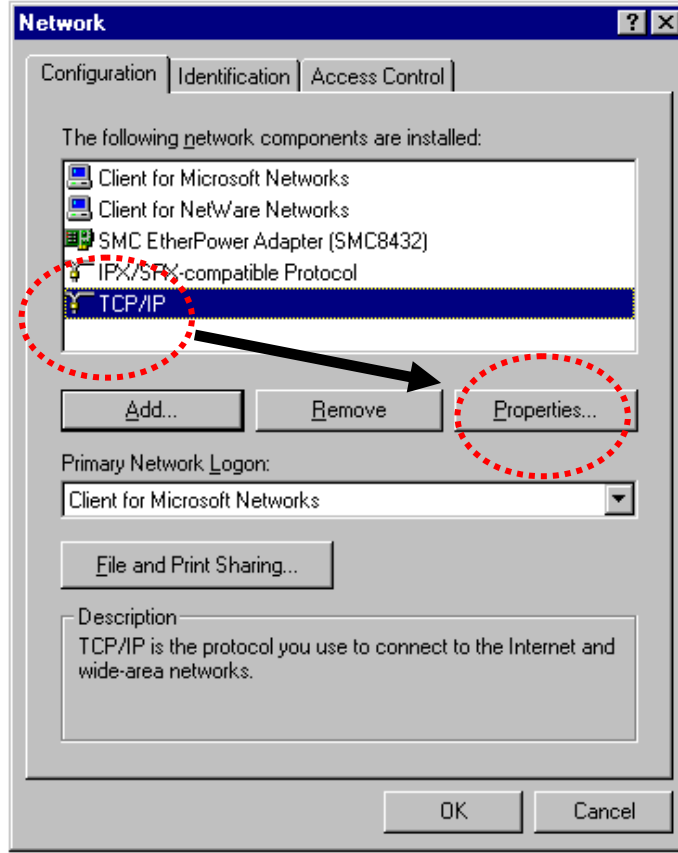 Network
Configuration Identification Access Control
The following network components are installed:
Client for Microsoft Networks
Client for NetWare Networks
SMC EtherPower Adapter (SMC8432)
IPX/SPX-compatible Protocol
TCP/IP
Add... Remove Properties...
Primary Network Logon:
Client for Microsoft Networks
File and Print Sharing...
Description
TCP/IP is the protocol you use to connect to the Internet and
wide-area networks.
OK Cancel